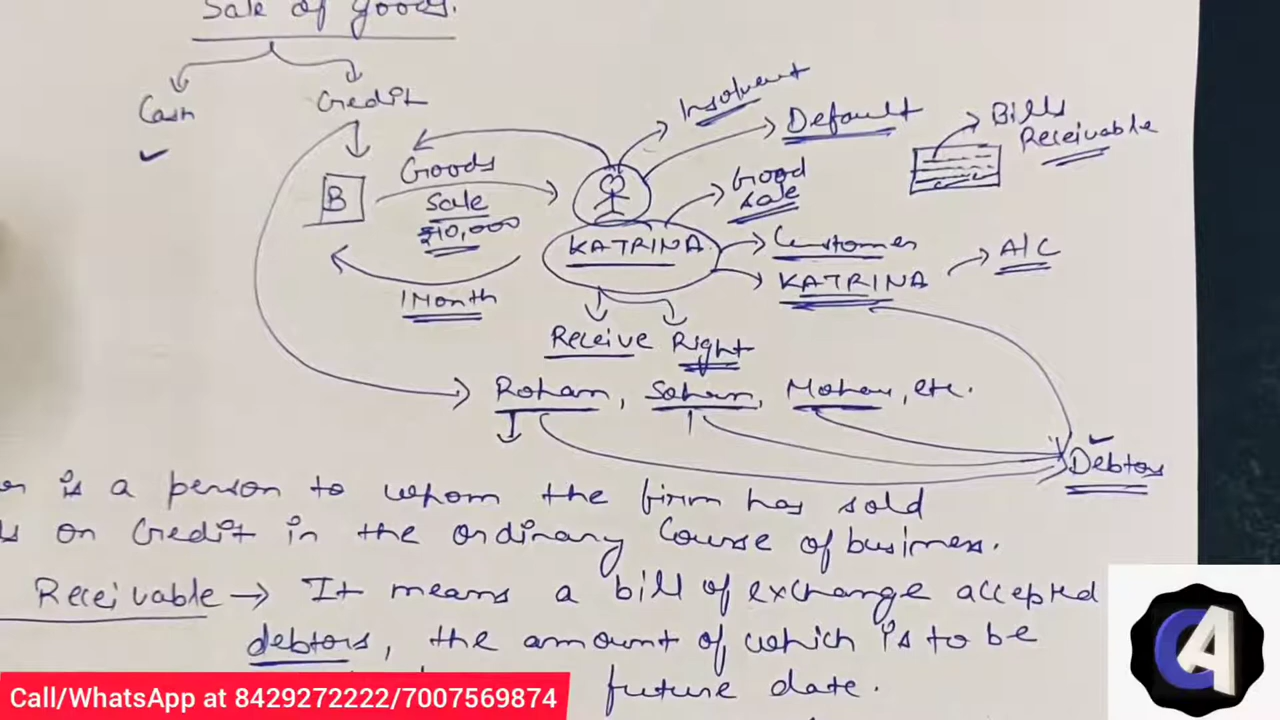 Sale of goods.
Cash
Credit
Insolvent
Default
Bills
Receivable
Goods
Good
Sale
B
Sale
₹10,000
KATRINA
Customer
KATRINA
A/C
1 Month
Receive Right
Rohan, Sohan, Mohan, etc.
Debtors
is a person to whom the firm has sold
on Credit in the ordinary Course of business.
Receivable → It means a bill of exchange accepted
debtors, the amount of which is to be
future date.
Call/WhatsApp at 8429272222/7007569874
CA